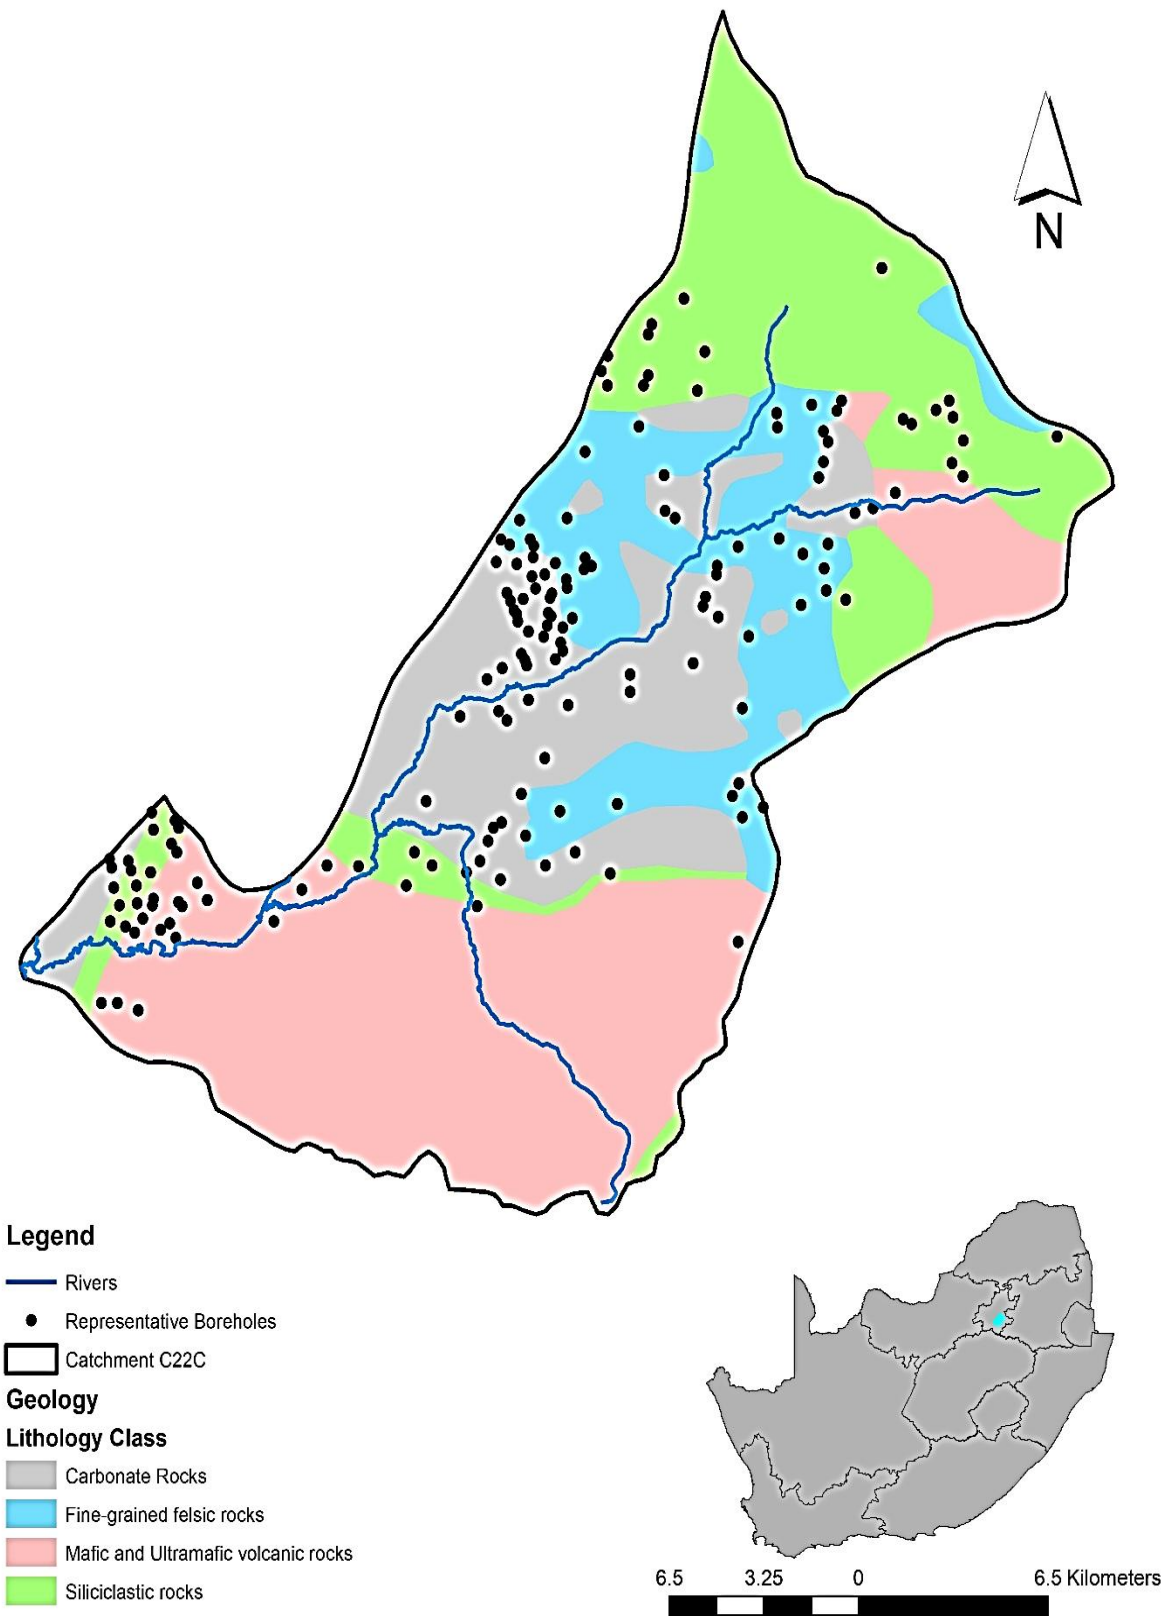 N
Legend
Rivers
Representative Boreholes
Catchment C22C
Geology
Lithology Class
Carbonate Rocks
Fine-grained felsic rocks
Mafic and Ultramafic volcanic rocks
Siliciclastic rocks
6.5 3.25 0 6.5 Kilometers